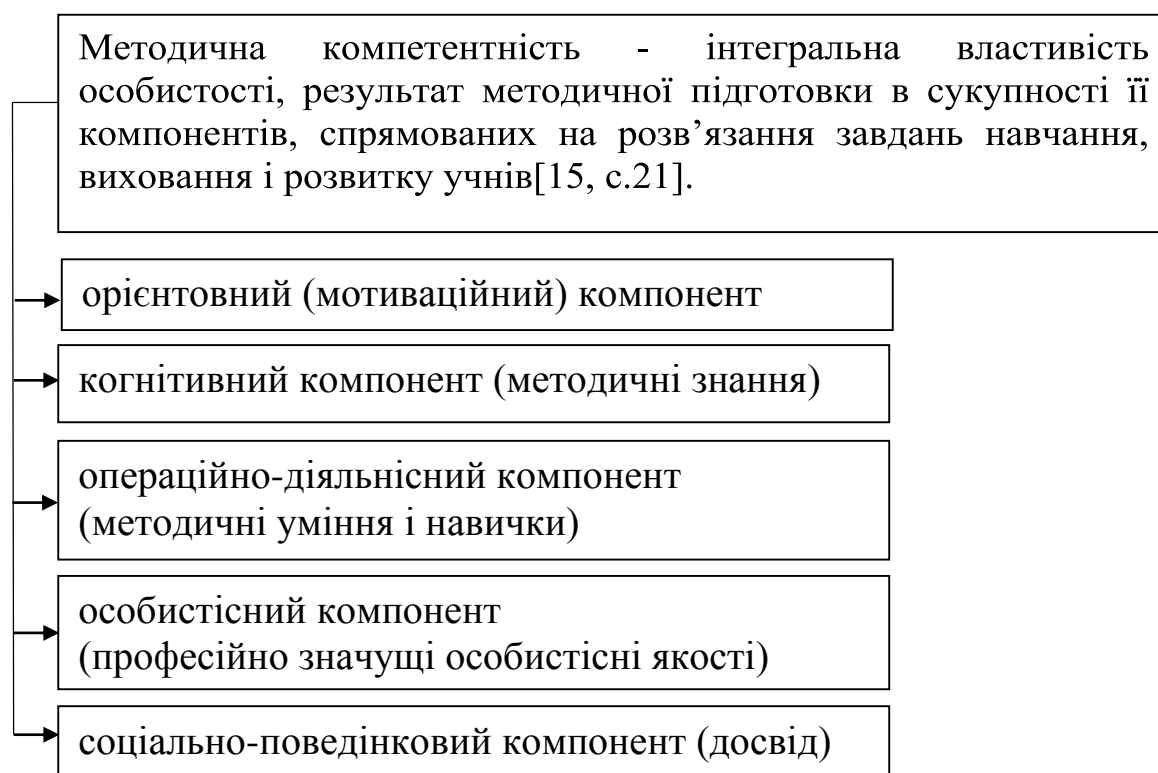 Методична компетентність - інтегральна властивість
особистості, результат методичної підготовки в сукупності її
компонентів, спрямованих на розв’язання завдань навчання,
виховання і розвитку учнів[15, с.21].
орієнтовний (мотиваційний) компонент
когнітивний компонент (методичні знання)
операційно-діяльнісний компонент
(методичні уміння і навички)
особистісний компонент
(професійно значущі особистісні якості)
соціально-поведінковий компонент (досвід)